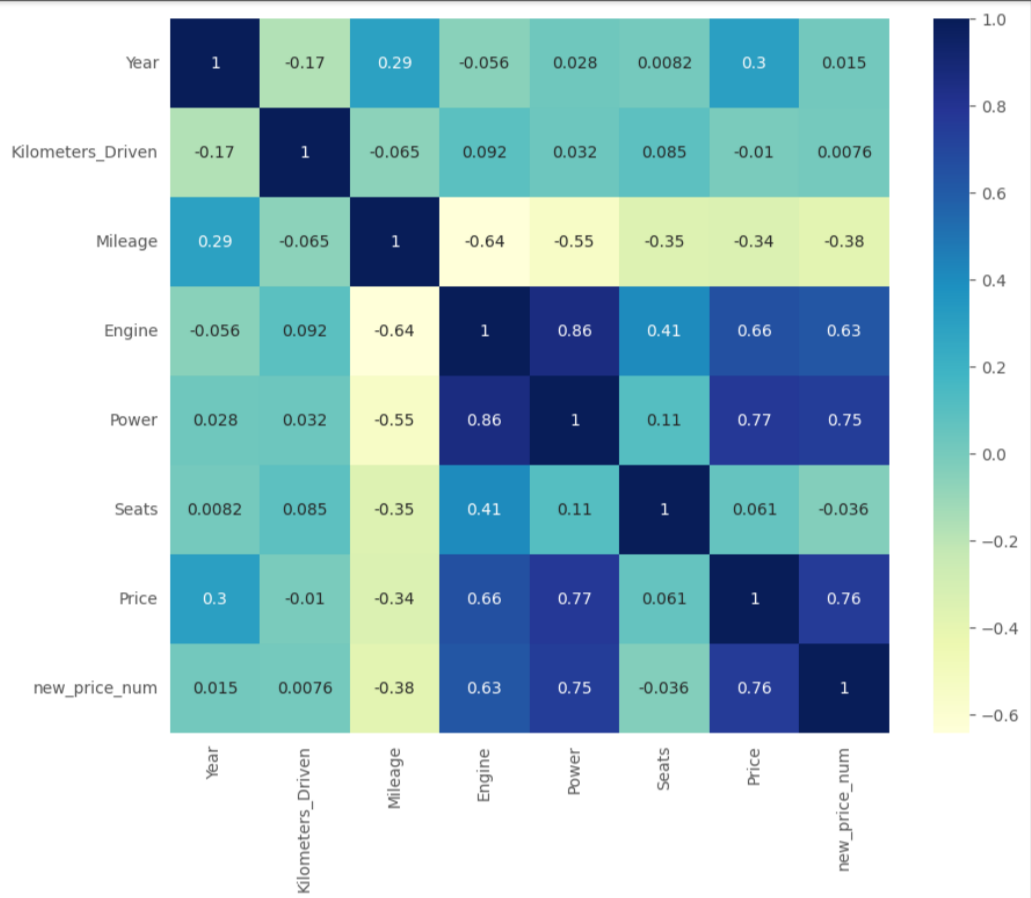 Year 1 -0.17 0.29 -0.056 0.028 0.0082 0.3 0.015
Kilometers_Driven -0.17 1 -0.065 0.092 0.032 0.085 -0.01 0.0076
Mileage 0.29 -0.065 1 -0.64 -0.55 -0.35 -0.34 -0.38
Engine -0.056 0.092 -0.64 1 0.86 0.41 0.66 0.63
Power 0.028 0.032 -0.55 0.86 1 0.11 0.77 0.75
Seats 0.0082 0.085 -0.35 0.41 0.11 1 0.061 -0.036
Price 0.3 -0.01 -0.34 0.66 0.77 0.061 1 0.76
new_price_num 0.015 0.0076 -0.38 0.63 0.75 -0.036 0.76 1
Year
Kilometers_Driven
Mileage
Engine
Power
Seats
Price
new_price_num
1.0
0.8
0.6
0.4
0.2
0.0
−0.2
−0.4
−0.6